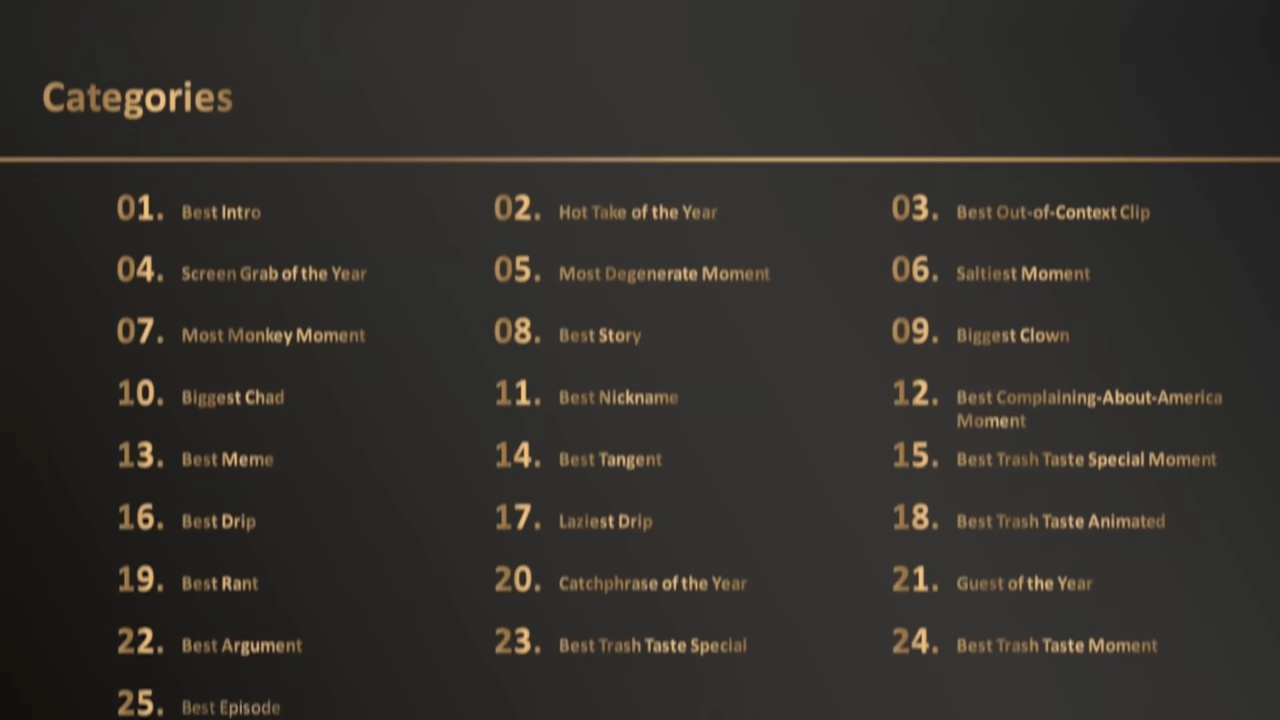 Categories
01. Best Intro
02. Hot Take of the Year
03. Best Out-of-Context Clip
04. Screen Grab of the Year
05. Most Degenerate Moment
06. Saltiest Moment
07. Most Monkey Moment
08. Best Story
09. Biggest Clown
10. Biggest Chad
11. Best Nickname
12. Best Complaining-About-America
Moment
13. Best Meme
14. Best Tangent
15. Best Trash Taste Special Moment
16. Best Drip
17. Laziest Drip
18. Best Trash Taste Animated
19. Best Rant
20. Catchphrase of the Year
21. Guest of the Year
22. Best Argument
23. Best Trash Taste Special
24. Best Trash Taste Moment
25. Best Episode